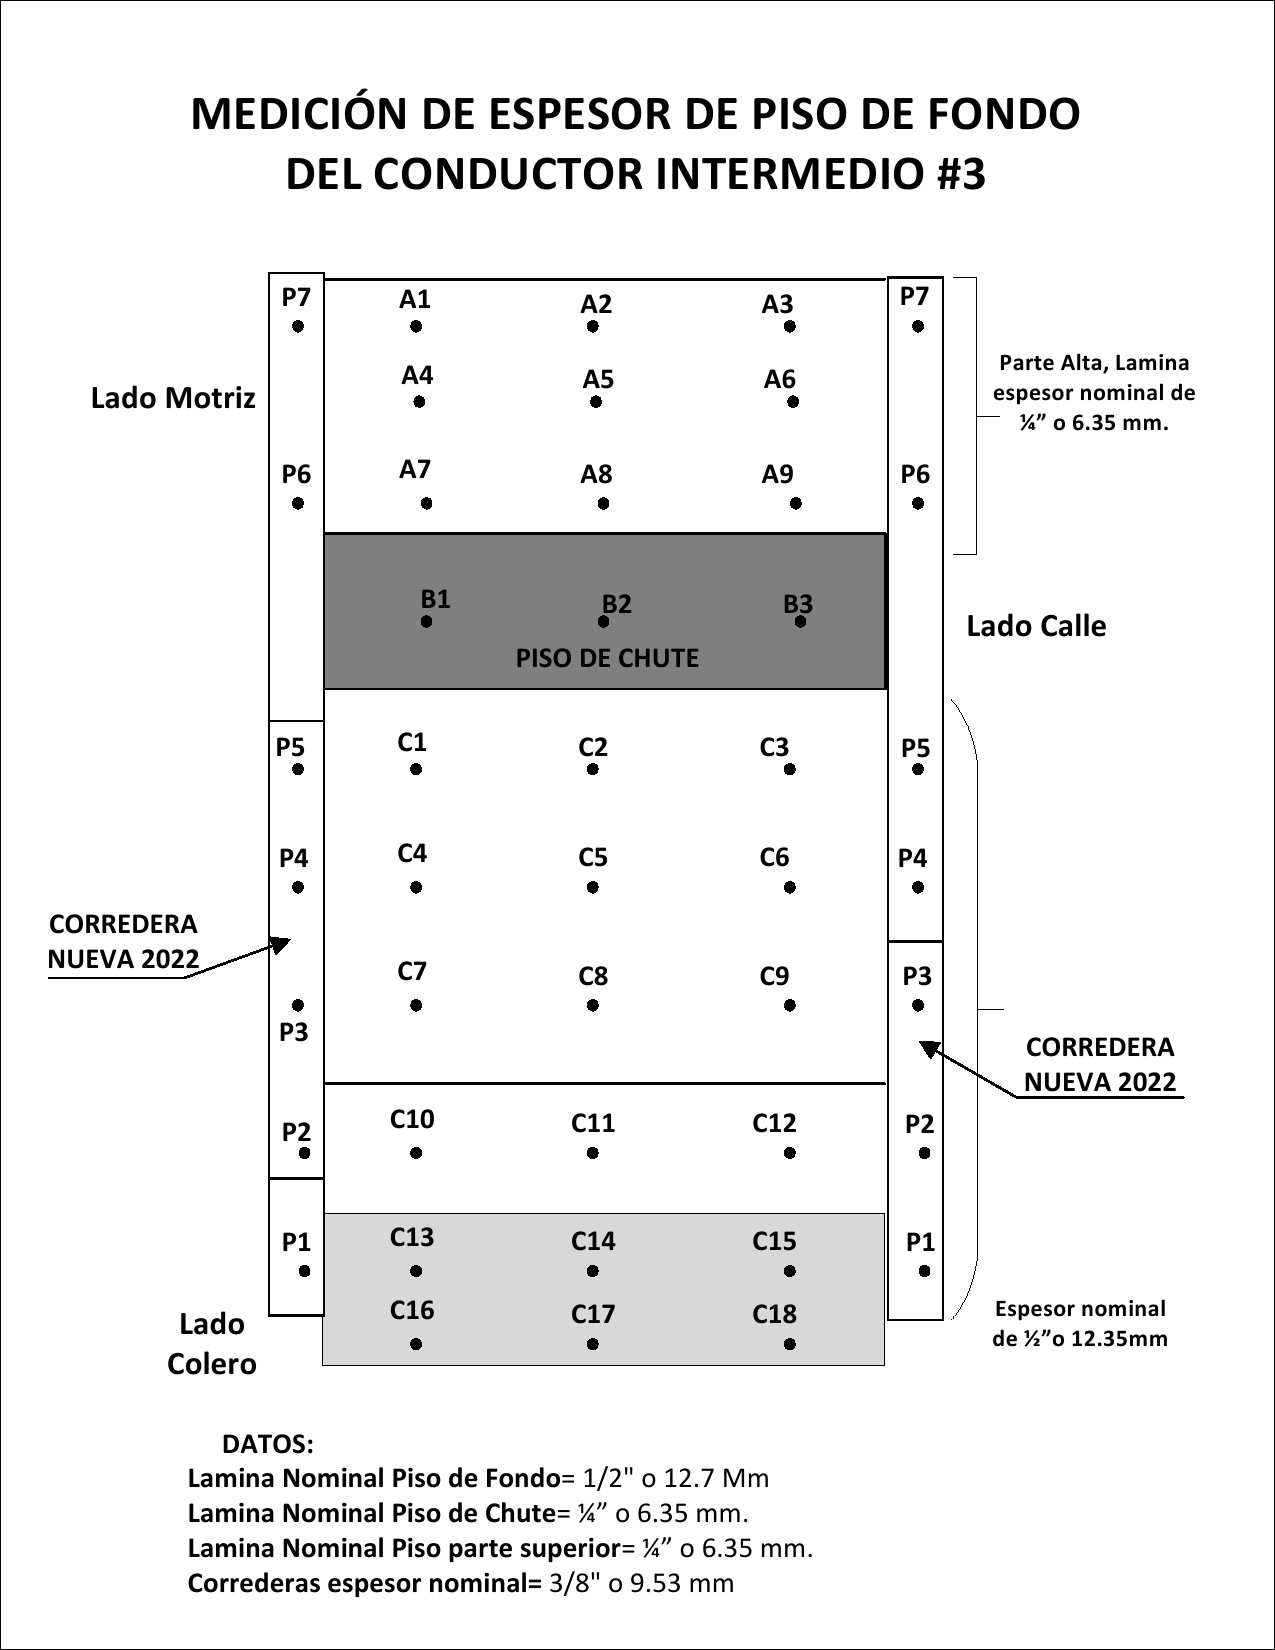 MEDICIÓN DE ESPESOR DE PISO DE FONDO
DEL CONDUCTOR INTERMEDIO #3
P7
A1
A2
A3
P7
Parte Alta, Lamina
espesor nominal de
¼” o 6.35 mm.
Lado Motriz
A4
A5
A6
P6
A7
A8
A9
P6
B1
B2
B3
PISO DE CHUTE
Lado Calle
P5
C1
C2
C3
P5
P4
C4
C5
C6
P4
CORREDERA
NUEVA 2022
C7
C8
C9
P3
P3
CORREDERA
NUEVA 2022
P2
C10
C11
C12
P2
P1
C13
C14
C15
P1
C16
C17
C18
Lado
Colero
Espesor nominal
de ½”o 12.35mm
DATOS:
Lamina Nominal Piso de Fondo= 1/2" o 12.7 Mm
Lamina Nominal Piso de Chute= ¼” o 6.35 mm.
Lamina Nominal Piso parte superior= ¼” o 6.35 mm.
Correderas espesor nominal= 3/8" o 9.53 mm